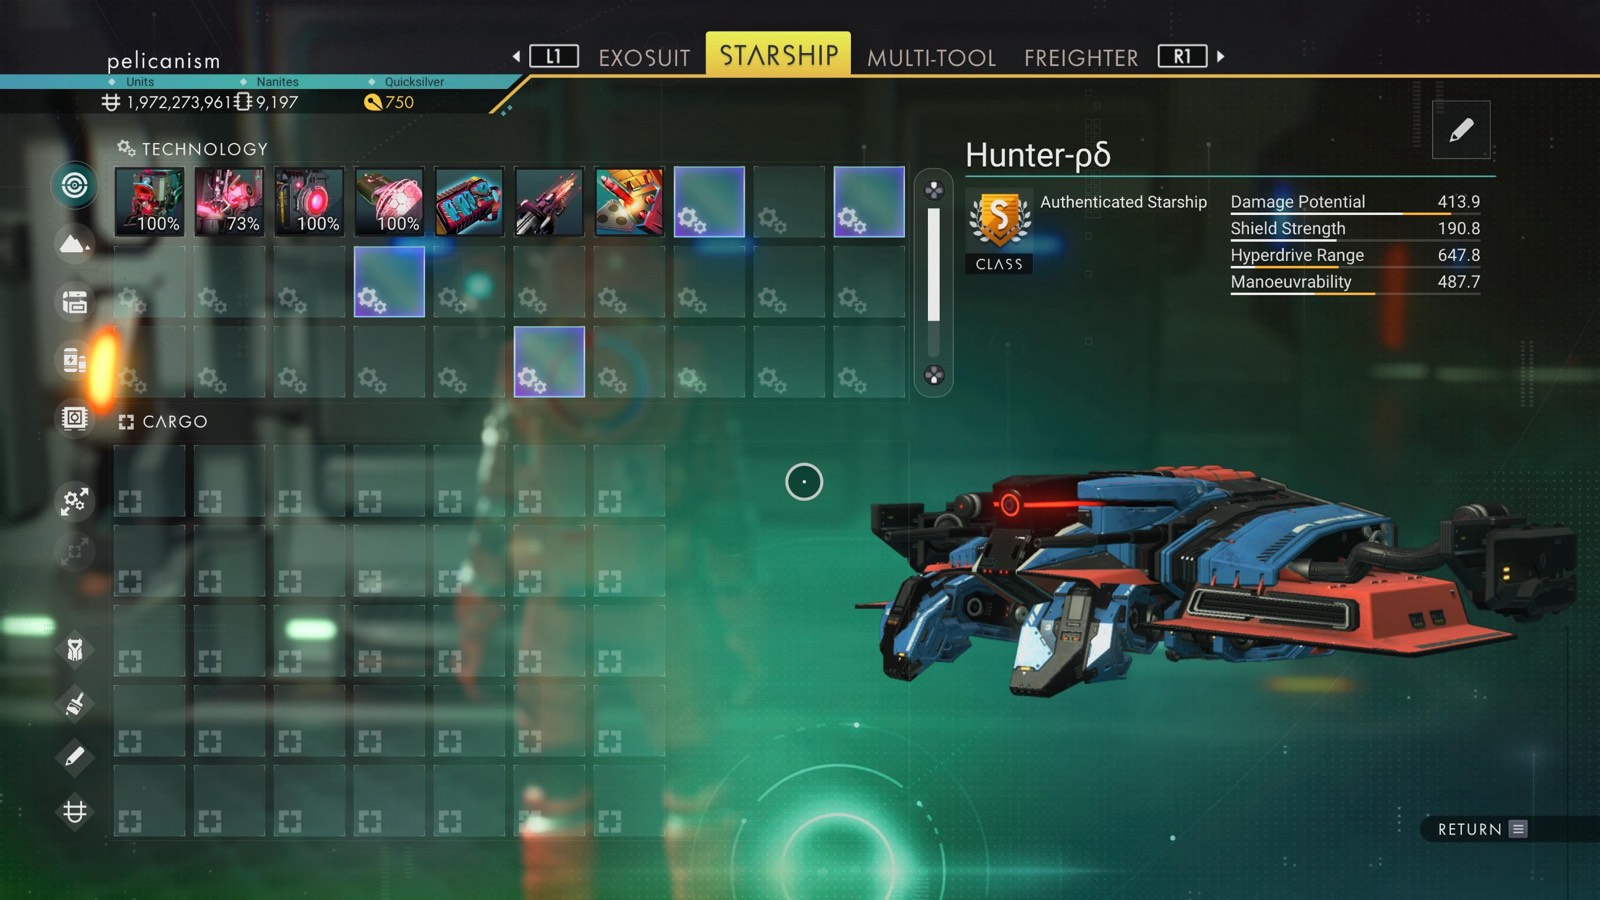 pelicanism
L1 EXOSUIT STARSHIP MULTI-TOOL FREIGHTER R1
Units Nanites Quicksilver
1,972,273,961 9,197 750
TECHNOLOGY
100% 73% 100% 100%
CARGO
Hunter-ρδ
S
CLASS
Authenticated Starship
Damage Potential 413.9
Shield Strength 190.8
Hyperdrive Range 647.8
Manoeuvrability 487.7
RETURN